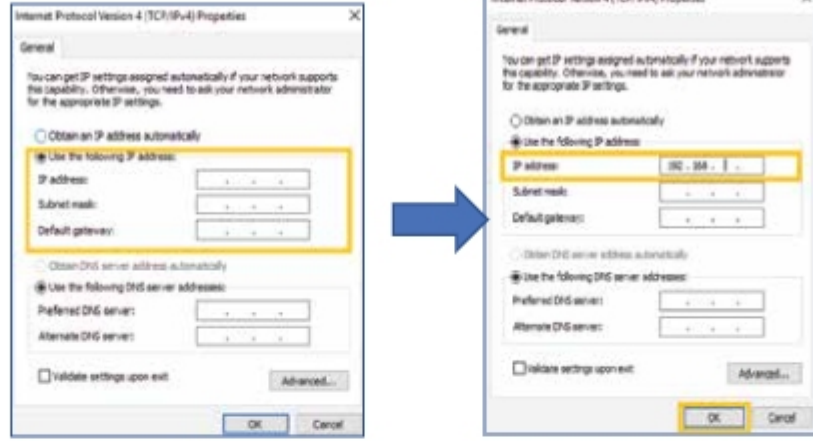 Internet Protocol Version 4 (TCP/IPv4) Properties
General
You can get IP settings assigned automatically if your network supports
this capability. Otherwise, you need to ask your network administrator
for the appropriate IP settings.
Obtain an IP address automatically
Use the following IP address:
IP address:
Subnet mask:
Default gateway:
Obtain DNS server address automatically
Use the following DNS server addresses:
Preferred DNS server:
Alternate DNS server:
Validate settings upon exit
Advanced...
OK Cancel
Properties
General
You can get IP settings assigned automatically if your network supports
this capability. Otherwise, you need to ask your network administrator
for the appropriate IP settings.
Obtain an IP address automatically
Use the following IP address:
IP address: 192 . 168 . .
Subnet mask:
Default gateway:
Obtain DNS server address automatically
Use the following DNS server addresses:
Preferred DNS server:
Alternate DNS server:
Validate settings upon exit
Advanced...
OK Cancel